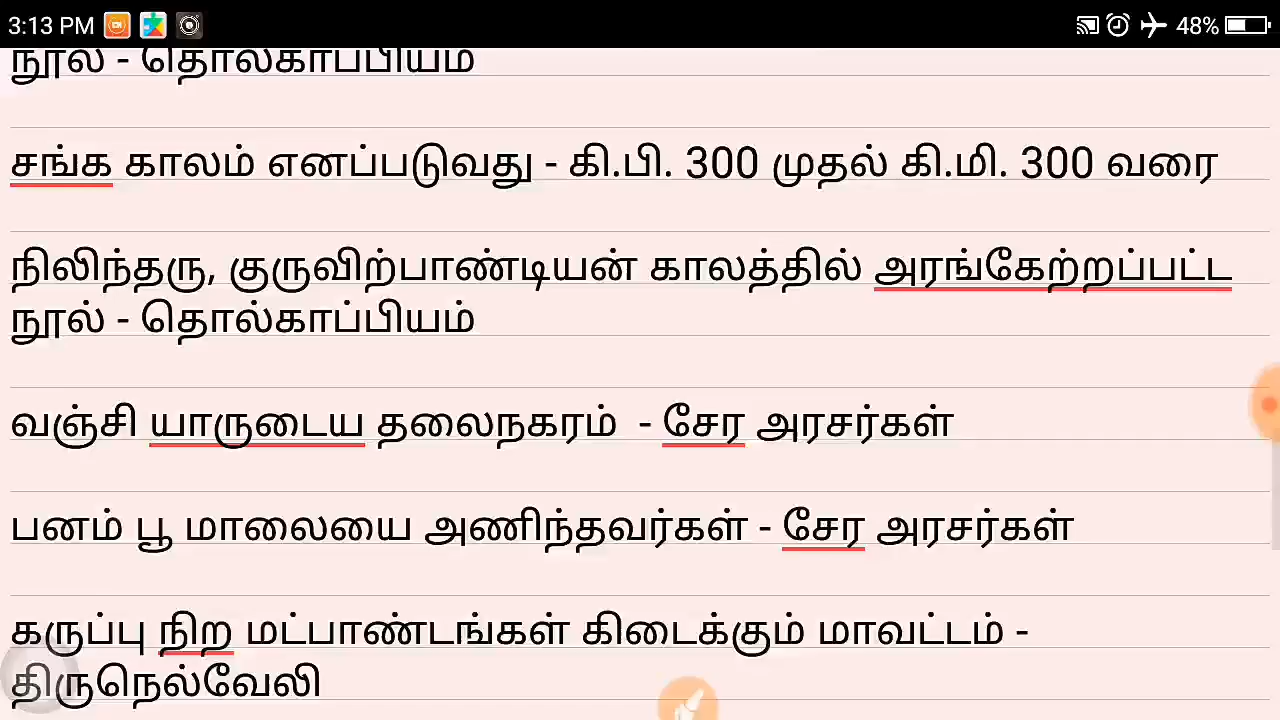 3:13 PM 48%
நூல் - தொல்காப்பியம்
சங்க காலம் எனப்படுவது - கி.பி. 300 முதல் கி.மி. 300 வரை
நிலிந்தரு, குருவிற்பாண்டியன் காலத்தில் அரங்கேற்றப்பட்ட
நூல் - தொல்காப்பியம்
வஞ்சி யாருடைய தலைநகரம் - சேர அரசர்கள்
பனம் பூ மாலையை அணிந்தவர்கள் - சேர அரசர்கள்
கருப்பு நிற மட்பாண்டங்கள் கிடைக்கும் மாவட்டம் -
திருநெல்வேலி